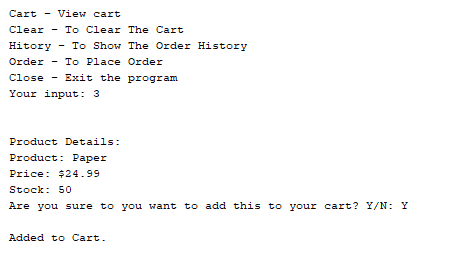 Cart - View cart
Clear - To Clear The Cart
Hitory - To Show The Order History
Order - To Place Order
Close - Exit the program
Your input: 3
Product Details:
Product: Paper
Price: $24.99
Stock: 50
Are you sure to you want to add this to your cart? Y/N: Y
Added to Cart.